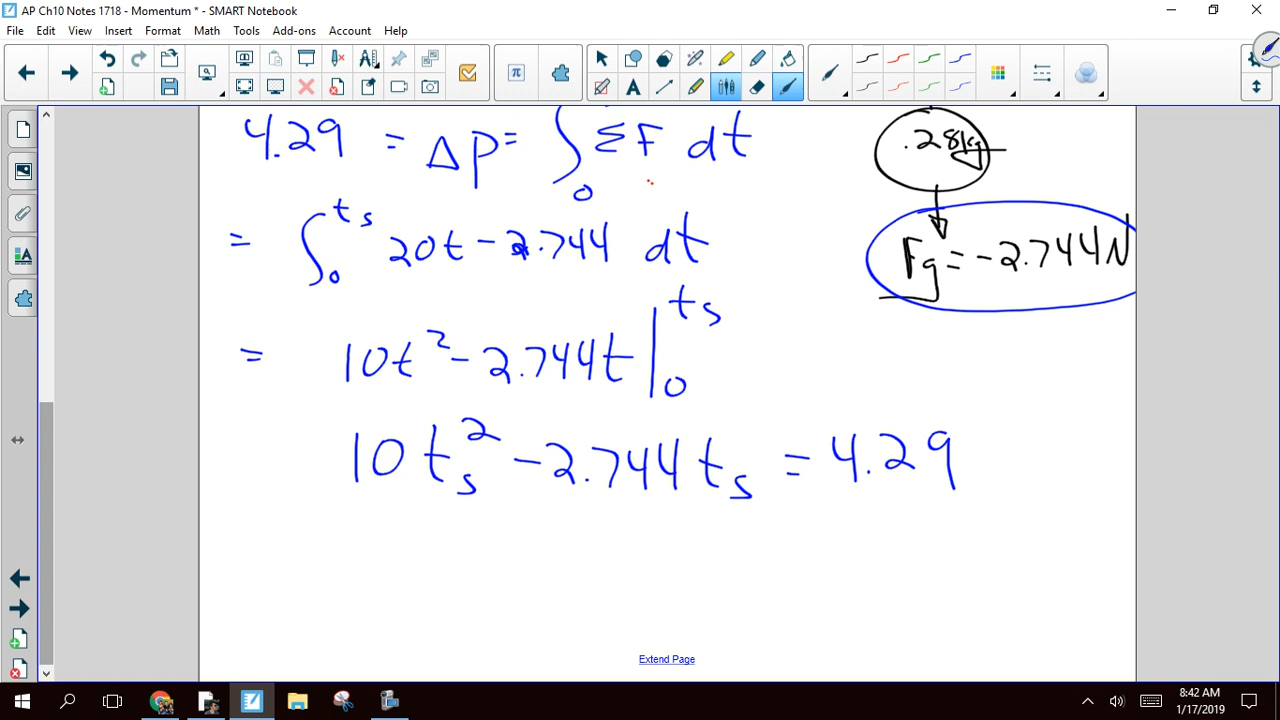 AP Ch10 Notes 1718 - Momentum * - SMART Notebook
File Edit View Insert Format Math Tools Add-ons Account Help
4.29 = Δp = ∫₀ ΣF dt
.28kg
= ∫₀^ts 20t - 2.744 dt
Fg = -2.744N
= 10t² - 2.744t |₀^ts
10ts² - 2.744ts = 4.29
Extend Page
8:42 AM
1/17/2019